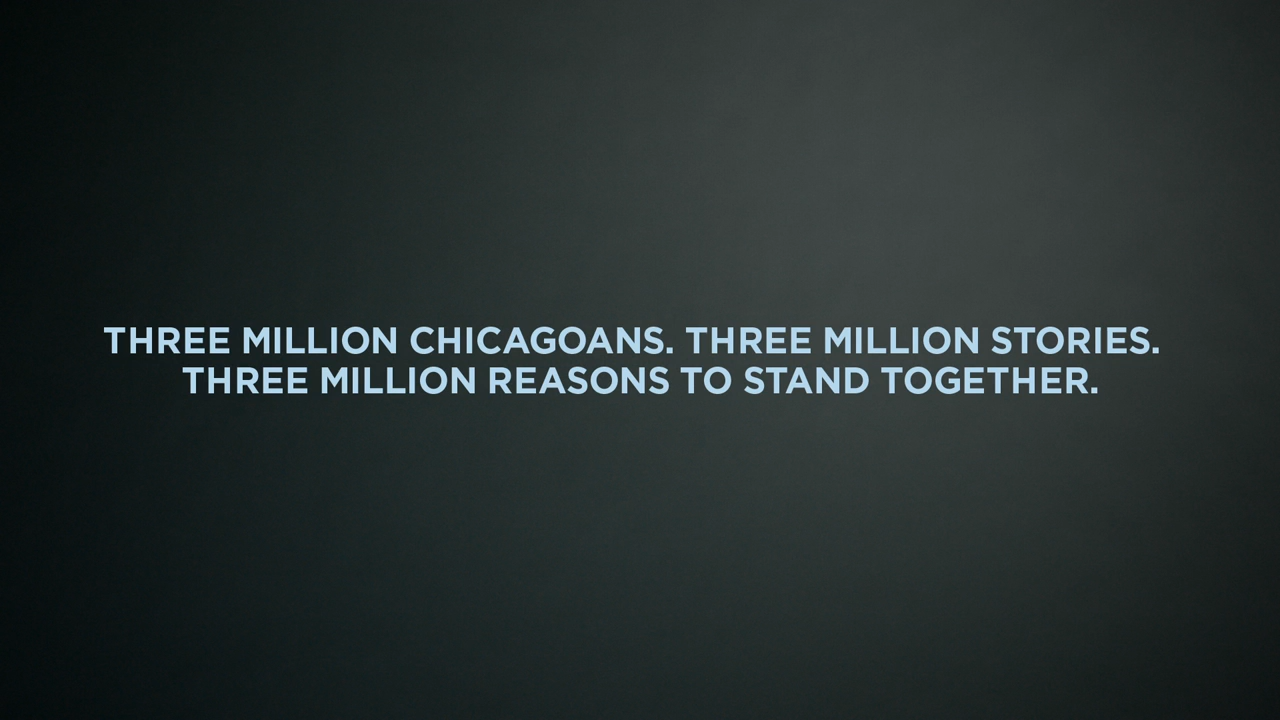 THREE MILLION CHICAGOANS. THREE MILLION STORIES.
THREE MILLION REASONS TO STAND TOGETHER.